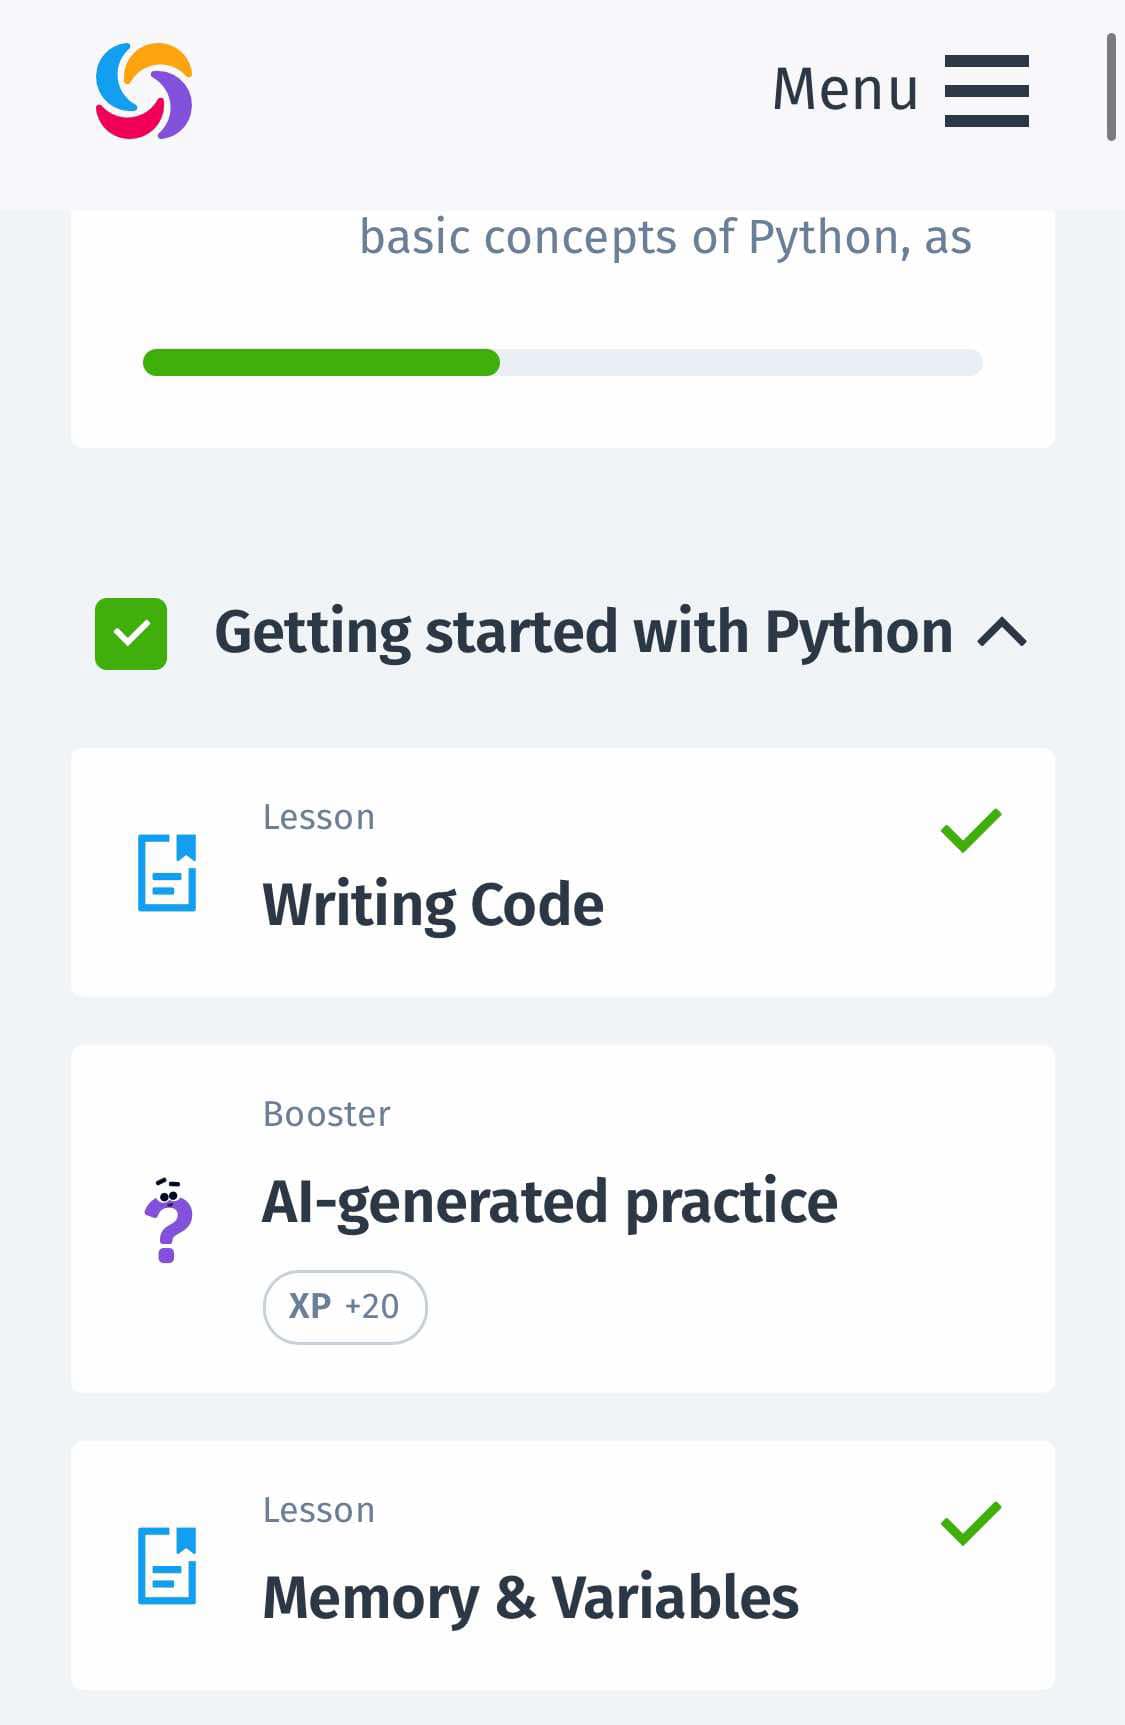 Menu
basic concepts of Python, as
Getting started with Python
Lesson
Writing Code
Booster
AI-generated practice
XP +20
Lesson
Memory & Variables